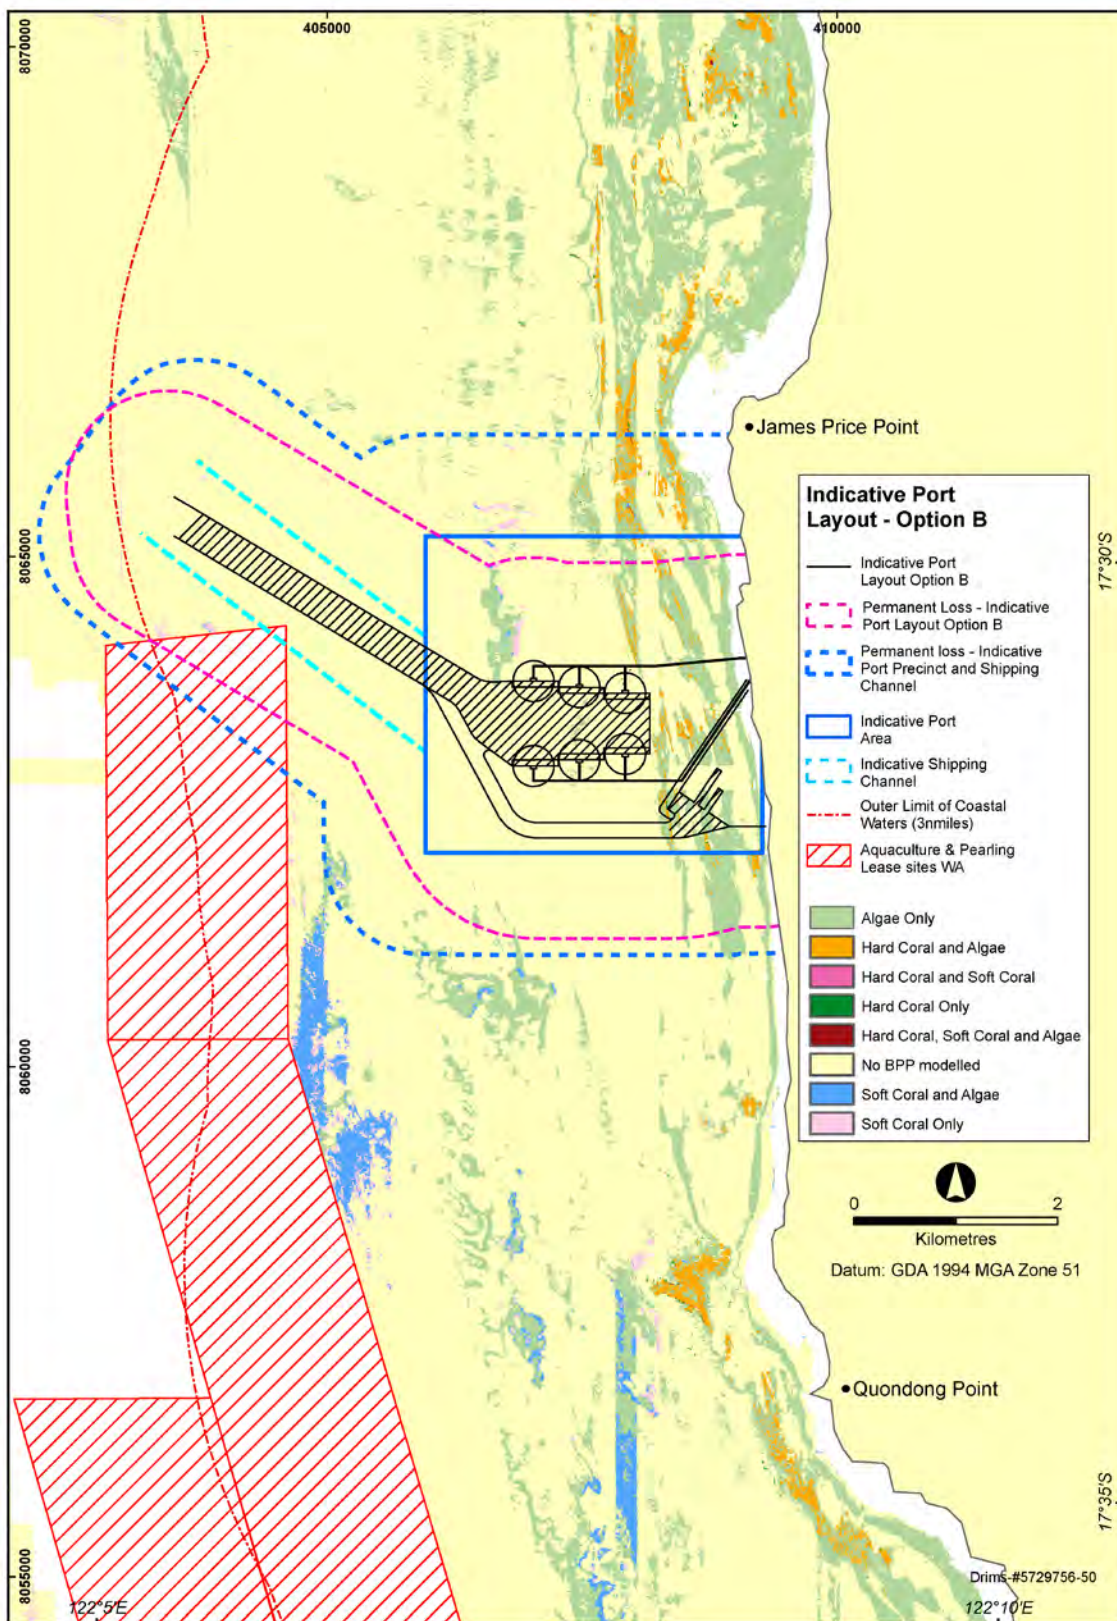 405000
410000
8070000
James Price Point
Indicative Port
Layout - Option B
Indicative Port
Layout Option B
Permanent Loss - Indicative
Port Layout Option B
Permanent loss - Indicative
Port Precinct and Shipping
Channel
Indicative Port
Area
Indicative Shipping
Channel
Outer Limit of Coastal
Waters (3nmiles)
Aquaculture & Pearling
Lease sites WA
Algae Only
Hard Coral and Algae
Hard Coral and Soft Coral
Hard Coral Only
Hard Coral, Soft Coral and Algae
No BPP modelled
Soft Coral and Algae
Soft Coral Only
8065000
17°30'S
8060000
0 2
Kilometres
Datum: GDA 1994 MGA Zone 51
Quondong Point
17°35'S
8055000
Drims-#5729756-50
122°5'E
122°10'E